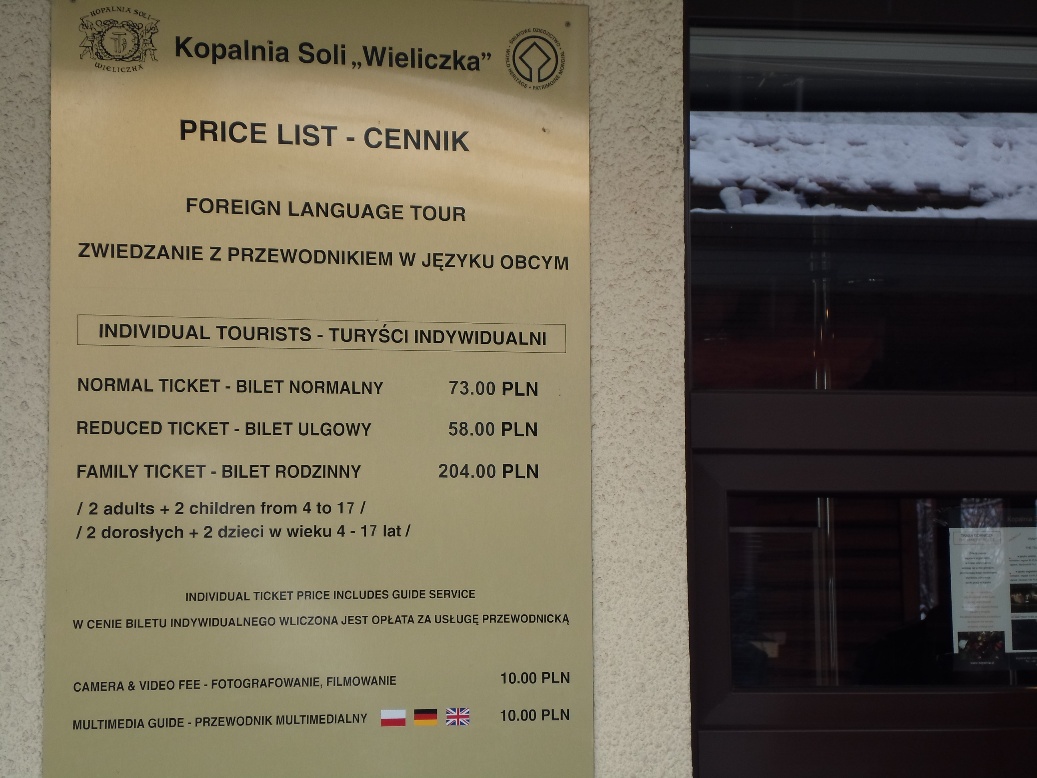 KOPALNIA SOLI
WIELICZKA
Kopalnia Soli „Wieliczka”
PRICE LIST - CENNIK
FOREIGN LANGUAGE TOUR
ZWIEDZANIE Z PRZEWODNIKIEM W JĘZYKU OBCYM
INDIVIDUAL TOURISTS - TURYŚCI INDYWIDUALNI
NORMAL TICKET - BILET NORMALNY 73.00 PLN
REDUCED TICKET - BILET ULGOWY 58.00 PLN
FAMILY TICKET - BILET RODZINNY 204.00 PLN
/ 2 adults + 2 children from 4 to 17 /
/ 2 dorosłych + 2 dzieci w wieku 4 - 17 lat /
INDIVIDUAL TICKET PRICE INCLUDES GUIDE SERVICE
W CENIE BILETU INDYWIDUALNEGO WLICZONA JEST OPŁATA ZA USŁUGĘ PRZEWODNICKĄ
CAMERA & VIDEO FEE - FOTOGRAFOWANIE, FILMOWANIE 10.00 PLN
MULTIMEDIA GUIDE - PRZEWODNIK MULTIMEDIALNY 10.00 PLN